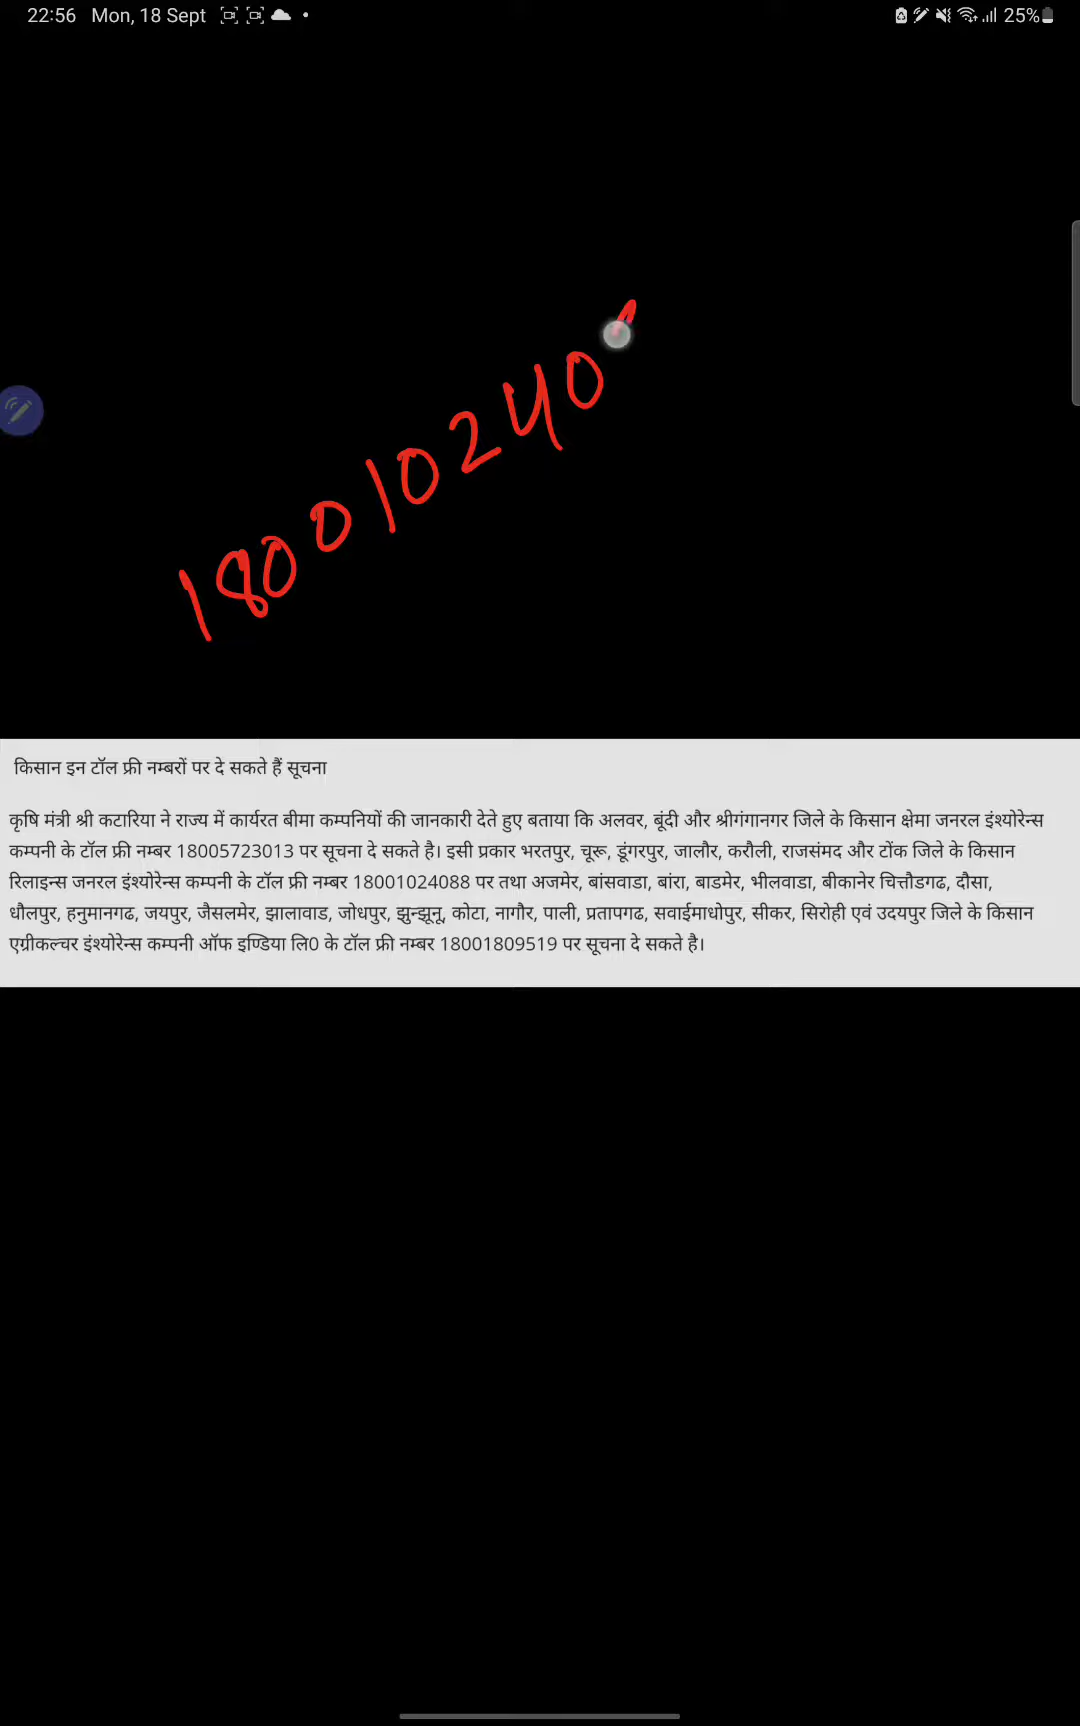 22:56 Mon, 18 Sept
25%
180010240
किसान इन टॉल फ्री नम्बरों पर दे सकते हैं सूचना
कृषि मंत्री श्री कटारिया ने राज्य में कार्यरत बीमा कम्पनियों की जानकारी देते हुए बताया कि अलवर, बूंदी और श्रीगंगानगर जिले के किसान क्षेमा जनरल इंश्योरेन्स
कम्पनी के टॉल फ्री नम्बर 18005723013 पर सूचना दे सकते है। इसी प्रकार भरतपुर, चूरू, डूंगरपुर, जालौर, करौली, राजसंमद और टोंक जिले के किसान
रिलाइन्स जनरल इंश्योरेन्स कम्पनी के टॉल फ्री नम्बर 18001024088 पर तथा अजमेर, बांसवाडा, बांरा, बाडमेर, भीलवाडा, बीकानेर चित्तौडगढ, दौसा,
धौलपुर, हनुमानगढ, जयपुर, जैसलमेर, झालावाड, जोधपुर, झुन्झूनू, कोटा, नागौर, पाली, प्रतापगढ, सवाईमाधोपुर, सीकर, सिरोही एवं उदयपुर जिले के किसान
एग्रीकल्चर इंश्योरेन्स कम्पनी ऑफ इण्डिया लि0 के टॉल फ्री नम्बर 18001809519 पर सूचना दे सकते है।